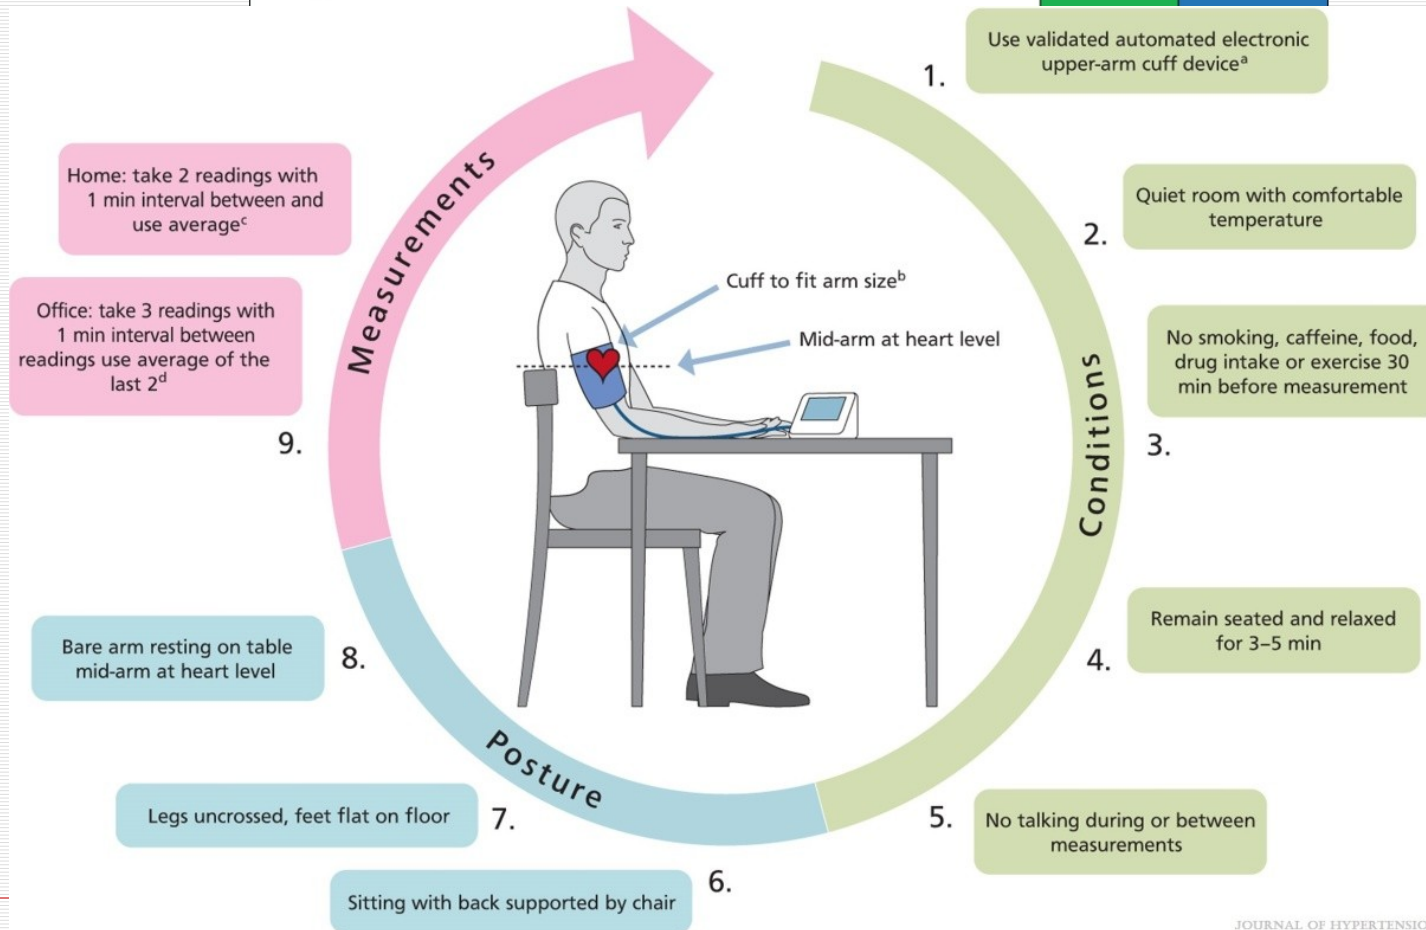 1.
Use validated automated electronic
upper-arm cuff deviceᵃ
2.
Quiet room with comfortable
temperature
3.
No smoking, caffeine, food,
drug intake or exercise 30
min before measurement
4.
Remain seated and relaxed
for 3–5 min
5.
No talking during or between
measurements
Conditions
6.
Sitting with back supported by chair
7.
Legs uncrossed, feet flat on floor
8.
Bare arm resting on table
mid-arm at heart level
Posture
9.
Office: take 3 readings with
1 min interval between
readings use average of the
last 2ᵈ
Home: take 2 readings with
1 min interval between and
use averageᶜ
Measurements
Cuff to fit arm sizeᵇ
Mid-arm at heart level
JOURNAL OF